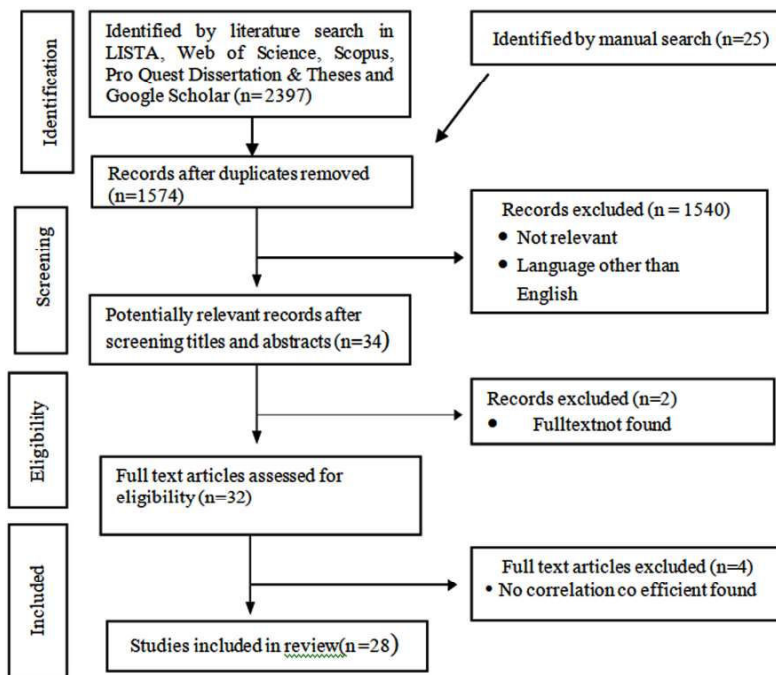 Identification
Identified by literature search in
LISTA, Web of Science, Scopus,
Pro Quest Dissertation & Theses and
Google Scholar (n=2397)
Identified by manual search (n=25)
Records after duplicates removed
(n=1574)
Screening
Records excluded (n = 1540)
• Not relevant
• Language other than
English
Potentially relevant records after
screening titles and abstracts (n=34)
Eligibility
Records excluded (n=2)
• Fulltextnot found
Full text articles assessed for
eligibility (n=32)
Included
Full text articles excluded (n=4)
• No correlation co efficient found
Studies included in review(n=28)